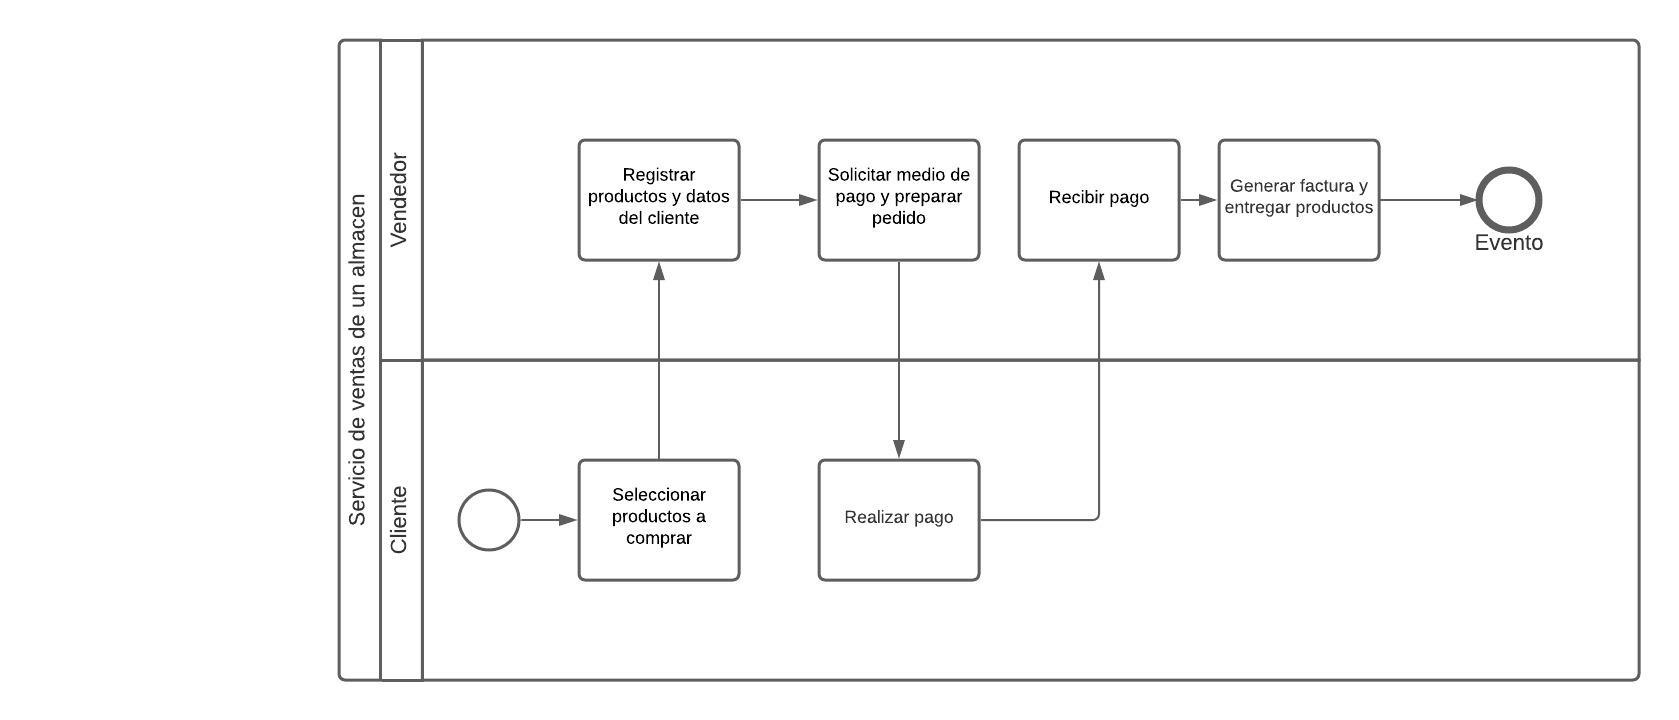 Servicio de ventas de un almacen
Vendedor
Registrar
productos y datos
del cliente
Solicitar medio de
pago y preparar
pedido
Recibir pago
Generar factura y
entregar productos
Evento
Cliente
Seleccionar
productos a
comprar
Realizar pago